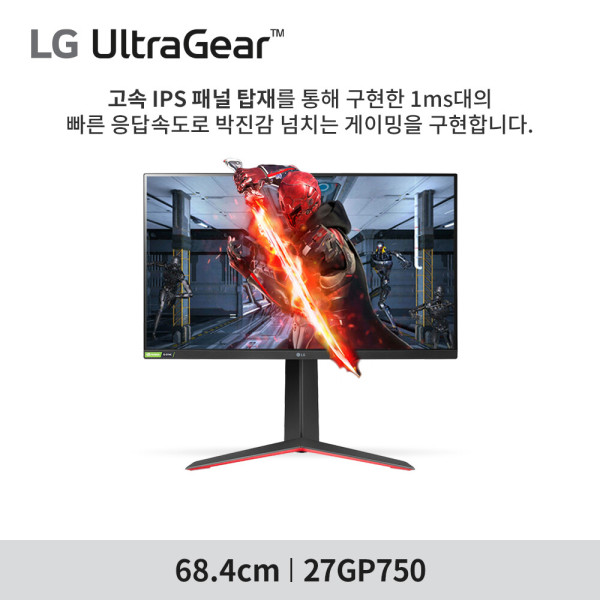 LG UltraGear™
고속 IPS 패널 탑재를 통해 구현한 1ms대의
빠른 응답속도로 박진감 넘치는 게이밍을 구현합니다.
LG
68.4cm | 27GP750